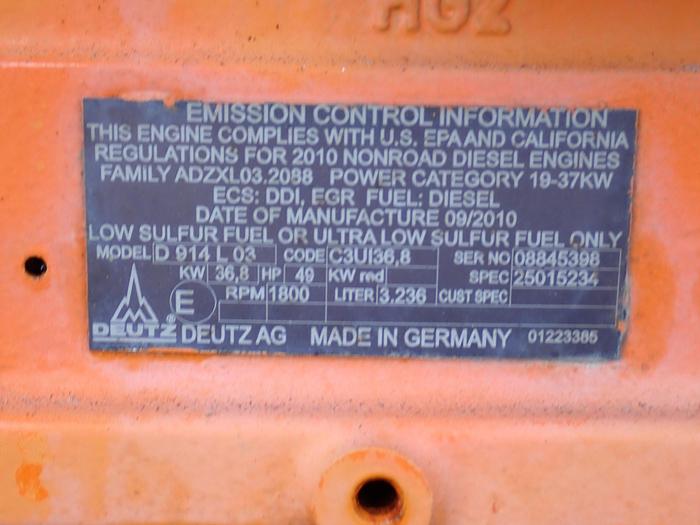 HGZ
EMISSION CONTROL INFORMATION
THIS ENGINE COMPLIES WITH U.S. EPA AND CALIFORNIA
REGULATIONS FOR 2010 NONROAD DIESEL ENGINES
FAMILY ADZXL03.2088 POWER CATEGORY 19-37KW
ECS: DDI, EGR FUEL: DIESEL
DATE OF MANUFACTURE 09/2010
LOW SULFUR FUEL OR ULTRA LOW SULFUR FUEL ONLY
MODEL D 914 L 03 CODE C3UI36,8 SER NO 08845398
KW 36,8 HP 49 KW red SPEC 25015234
E RPM 1800 LITER 3,236 CUST SPEC
DEUTZ® DEUTZ AG MADE IN GERMANY 01223385